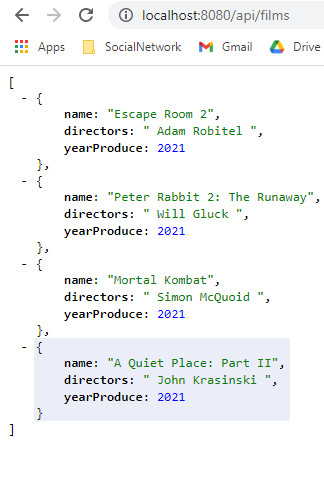 localhost:8080/api/films
Apps SocialNetwork Gmail Drive
[
- {
name: "Escape Room 2",
directors: " Adam Robitel ",
yearProduce: 2021
},
- {
name: "Peter Rabbit 2: The Runaway",
directors: " Will Gluck ",
yearProduce: 2021
},
- {
name: "Mortal Kombat",
directors: " Simon McQuoid ",
yearProduce: 2021
},
- {
name: "A Quiet Place: Part II",
directors: " John Krasinski ",
yearProduce: 2021
}
]